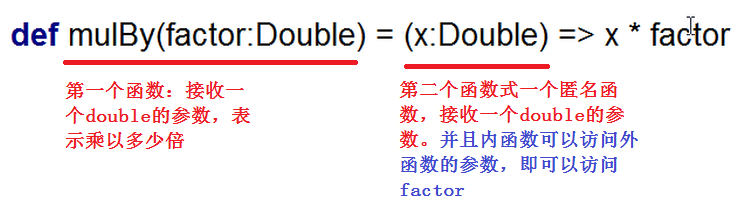 def mulBy(factor:Double) = (x:Double) => x * factor
第一个函数：接收一
个double的参数，表
示乘以多少倍
第二个函数式一个匿名函
数，接收一个double的参
数。并且内函数可以访问外
函数的参数，即可以访问
factor